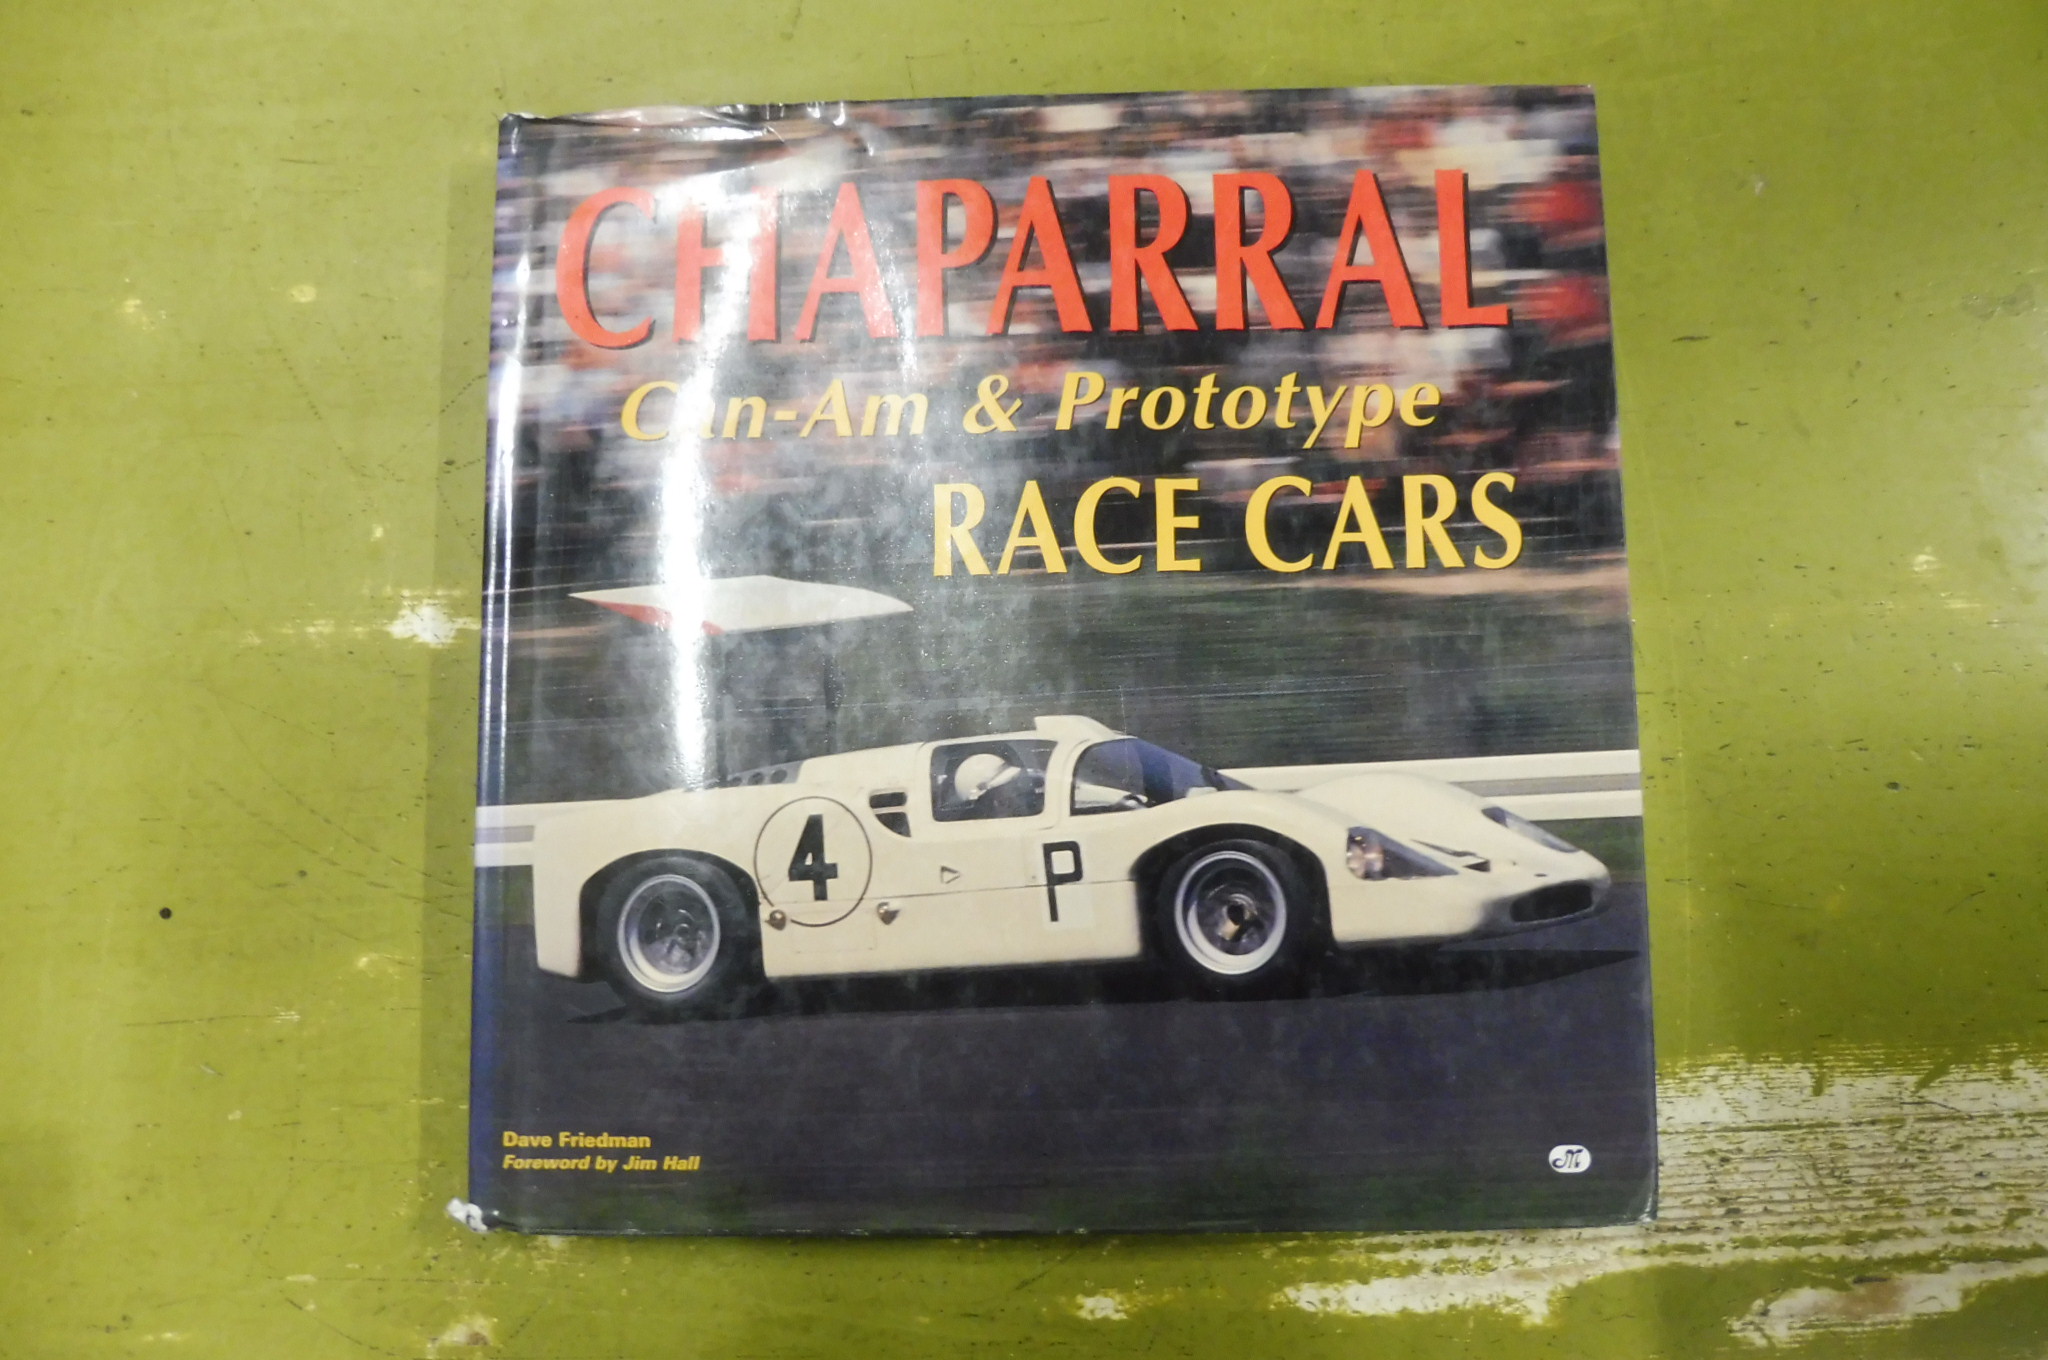 CHAPARRAL
Can-Am & Prototype
RACE CARS
4
P
Dave Friedman
Foreword by Jim Hall
M